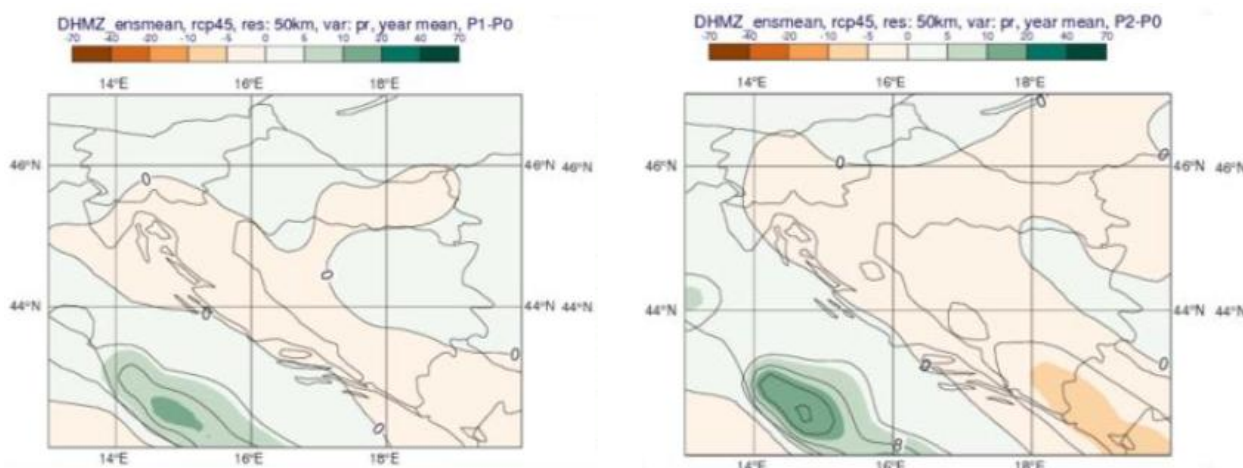 DHMZ_ensmean, rcp45, res: 50km, var: pr, year mean, P1-P0
-70 -40 -20 -10 -5 0 5 10 20 40 70
14°E 16°E 18°E
46°N 46°N
44°N 44°N
0
0
0
0
0
14°E 16°E 18°E
DHMZ_ensmean, rcp45, res: 50km, var: pr, year mean, P2-P0
-70 -40 -20 -10 -5 0 5 10 20 40 70
14°E 16°E 18°E
46°N 46°N
44°N 44°N
0
0
0
0
0
8
14°E 16°E 18°E